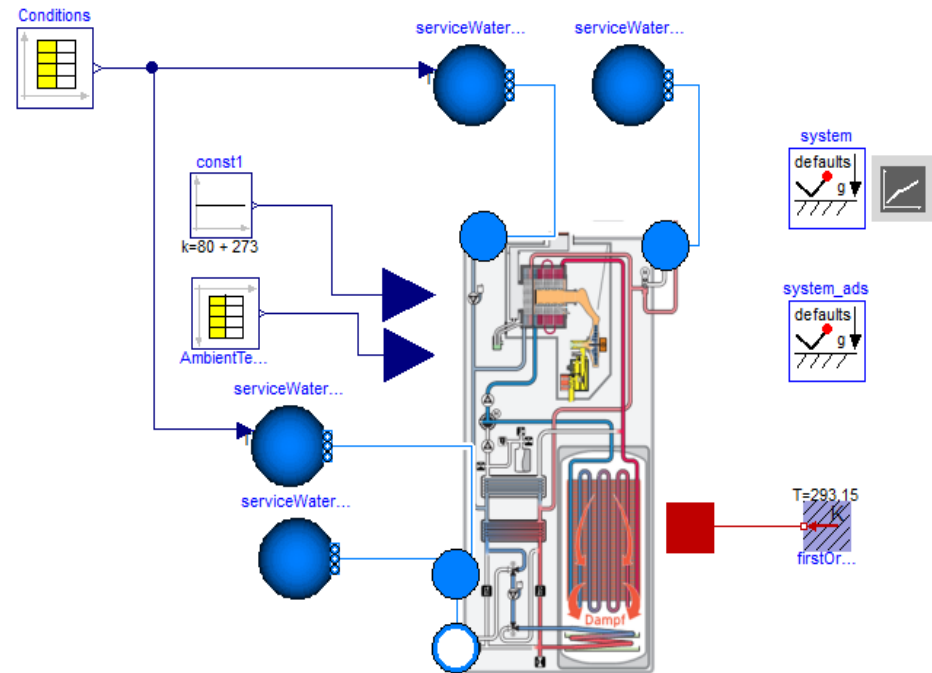 Conditions
serviceWater...
serviceWater...
system
defaults
g
const1
k=80 + 273
system_ads
defaults
g
AmbientTe...
serviceWater...
serviceWater...
T=293.15
K
firstOr...
Dampf